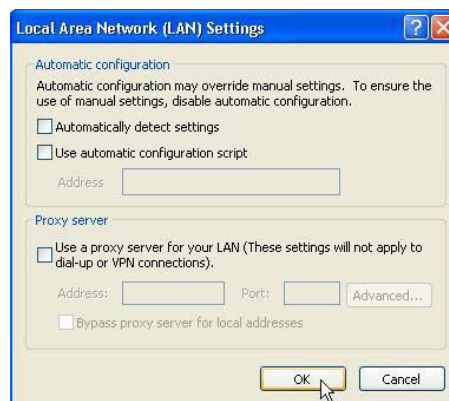 Local Area Network (LAN) Settings
Automatic configuration
Automatic configuration may override manual settings. To ensure the
use of manual settings, disable automatic configuration.
Automatically detect settings
Use automatic configuration script
Address
Proxy server
Use a proxy server for your LAN (These settings will not apply to
dial-up or VPN connections).
Address: Port: Advanced...
Bypass proxy server for local addresses
OK Cancel